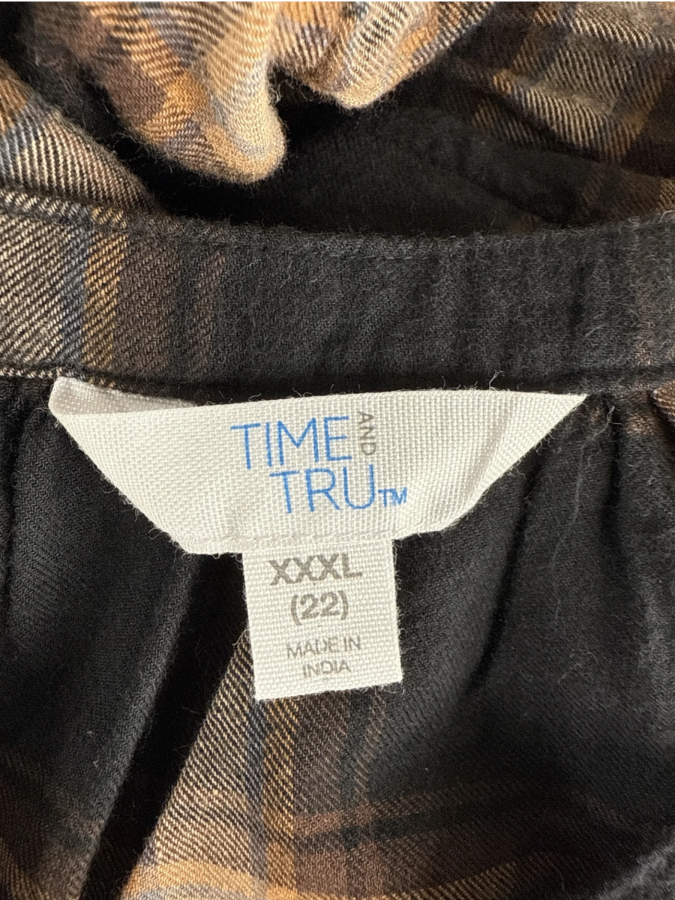 TIME AND
TRU™
XXXL
(22)
MADE IN
INDIA